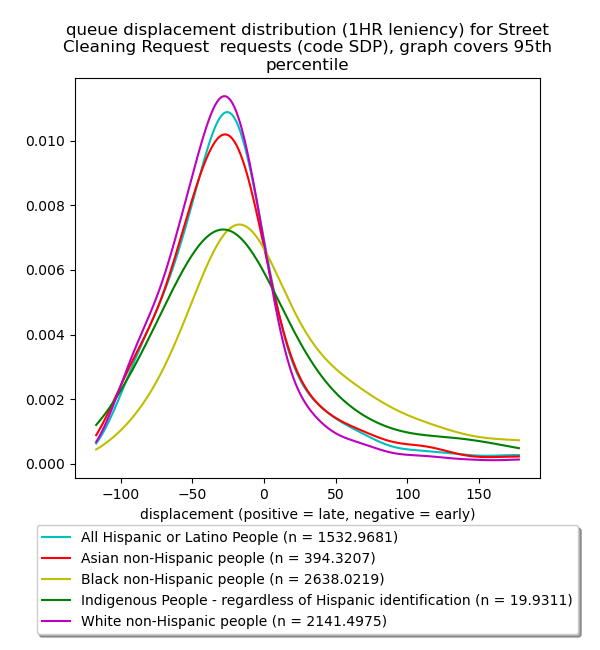 queue displacement distribution (1HR leniency) for Street
Cleaning Request  requests (code SDP), graph covers 95th
percentile
0.010
0.008
0.006
0.004
0.002
0.000
−100 −50 0 50 100 150
displacement (positive = late, negative = early)
All Hispanic or Latino People (n = 1532.9681)
Asian non-Hispanic people (n = 394.3207)
Black non-Hispanic people (n = 2638.0219)
Indigenous People - regardless of Hispanic identification (n = 19.9311)
White non-Hispanic people (n = 2141.4975)